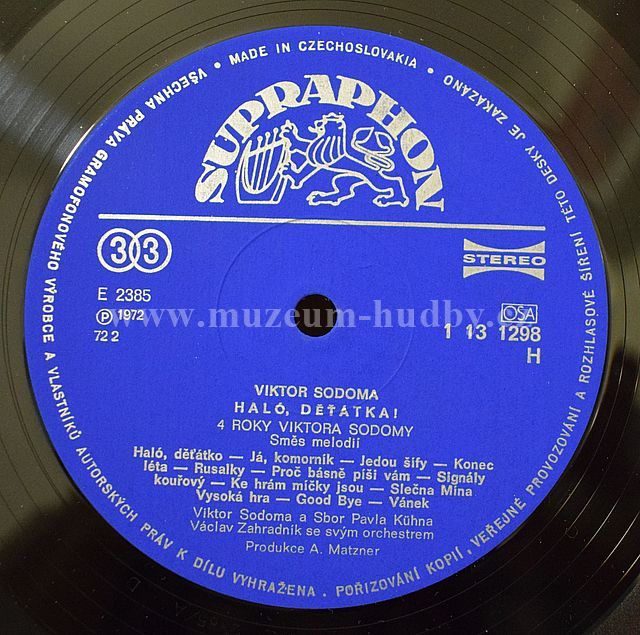 VŠECHNA PRÁVA GRAMOFONOVÉHO VÝROBCE A VLASTNÍKŮ AUTORSKÝCH PRÁV K DÍLU VYHRAŽENA. POŘIZOVÁNÍ KOPIÍ, VEŘEJNÉ PROVOZOVÁNÍ A ROZHLASOVÉ ŠÍŘENÍ TÉTO DESKY JE ZAKÁZÁNO
• MADE IN CZECHOSLOVAKIA •
SUPRAPHON
33
STEREO
E 2385
Ⓟ 1972
OSA
72 2
1 13 1298
H
www.muzeum-hudby.c
VIKTOR SODOMA
HALÓ, DĚŤÁTKA!
4 ROKY VIKTORA SODOMY
Směs melodií
Haló, děťátko — Já, komorník — Jedou šífy — Konec
léta — Rusalky — Proč básně píši vám — Signály
kouřový — Ke hrám míčky jsou — Slečna Mína
Vysoká hra — Good Bye — Vánek
Viktor Sodoma a Sbor Pavla Kühna
Václav Zahradník se svým orchestrem
Produkce A. Matzner